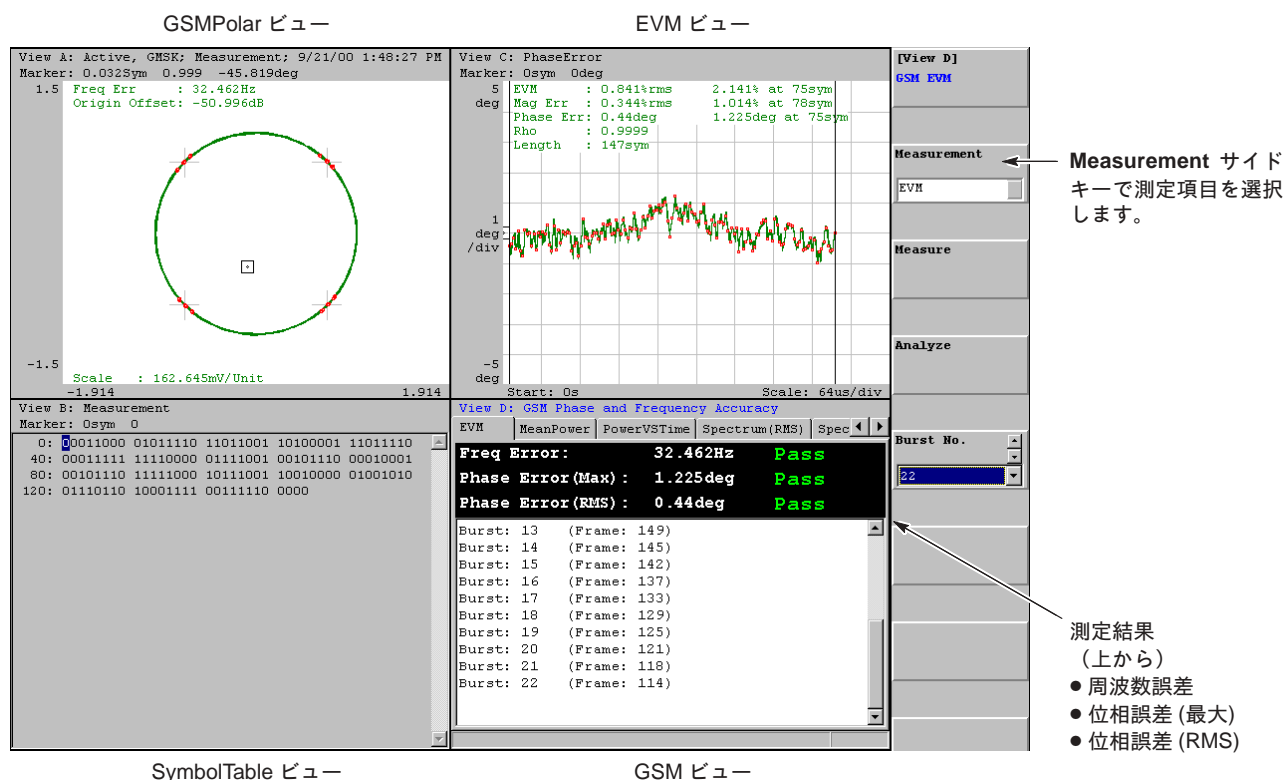 GSMPolar ビュー
EVM ビュー
View A: Active, GMSK; Measurement; 9/21/00 1:48:27 PM
Marker: 0.032Sym 0.999 -45.819deg
1.5
Freq Err : 32.462Hz
Origin Offset: -50.996dB
-1.5
Scale : 162.645mV/Unit
-1.914
1.914
View C: PhaseError
Marker: 0sym 0deg
5
deg
EVM : 0.841%rms 2.141% at 75sym
Mag Err : 0.344%rms 1.014% at 78sym
Phase Err: 0.44deg 1.225deg at 75sym
Rho : 0.9999
Length : 147sym
1
deg
/div
-5
deg
Start: 0s
Scale: 64us/div
[View D]
GSM EVM
Measurement
EVM
Measure
Analyze
Burst No.
22
Measurement サイド
キーで測定項目を選択
します。
View B: Measurement
Marker: 0sym 0
0: 00011000 01011110 11011001 10100001 11011110
40: 00011111 11110000 01111001 00101110 00010001
80: 00101110 11111000 10111001 10010000 01001010
120: 01110110 10001111 00111110 0000
View D: GSM Phase and Frequency Accuracy
EVM MeanPower PowerVSTime Spectrum(RMS) Spec
Freq Error: 32.462Hz Pass
Phase Error(Max): 1.225deg Pass
Phase Error(RMS): 0.44deg Pass
Burst: 13 (Frame: 149)
Burst: 14 (Frame: 145)
Burst: 15 (Frame: 142)
Burst: 16 (Frame: 137)
Burst: 17 (Frame: 133)
Burst: 18 (Frame: 129)
Burst: 19 (Frame: 125)
Burst: 20 (Frame: 121)
Burst: 21 (Frame: 118)
Burst: 22 (Frame: 114)
測定結果
（上から）
● 周波数誤差
● 位相誤差 (最大)
● 位相誤差 (RMS)
SymbolTable ビュー
GSM ビュー